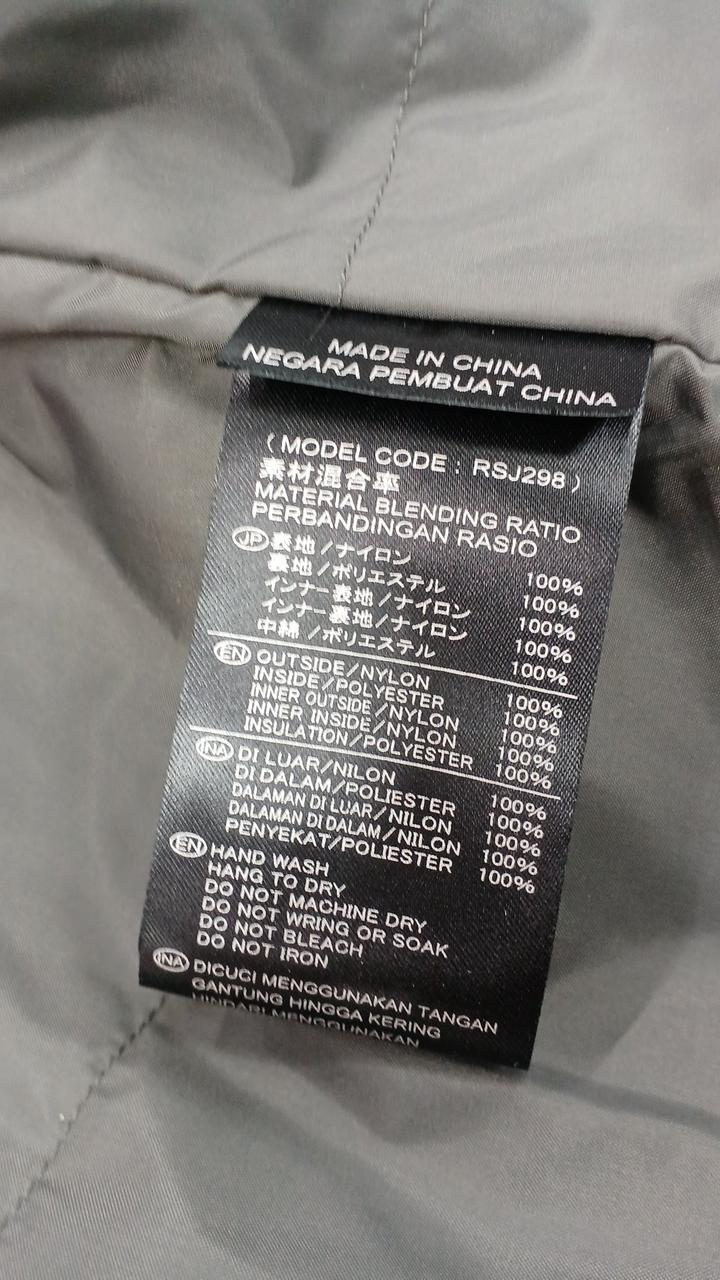 MADE IN CHINA
NEGARA PEMBUAT CHINA
( MODEL CODE : RSJ298 )
素材混合率
MATERIAL BLENDING RATIO
PERBANDINGAN RASIO
JP 表地/ナイロン 100%
裏地/ポリエステル 100%
インナー表地/ナイロン 100%
インナー裏地/ナイロン 100%
中綿 /ポリエステル 100%
EN OUTSIDE/NYLON 100%
INSIDE/POLYESTER 100%
INNER OUTSIDE/NYLON 100%
INNER INSIDE/NYLON 100%
INSULATION/POLYESTER 100%
INA DI LUAR/NILON 100%
DI DALAM/POLIESTER 100%
DALAMAN DI LUAR/NILON 100%
DALAMAN DI DALAM/NILON 100%
PENYEKAT/POLIESTER 100%
EN HAND WASH
HANG TO DRY
DO NOT MACHINE DRY
DO NOT WRING OR SOAK
DO NOT BLEACH
DO NOT IRON
INA DICUCI MENGGUNAKAN TANGAN
GANTUNG HINGGA KERING
HINDARI MENGGUNAKAN